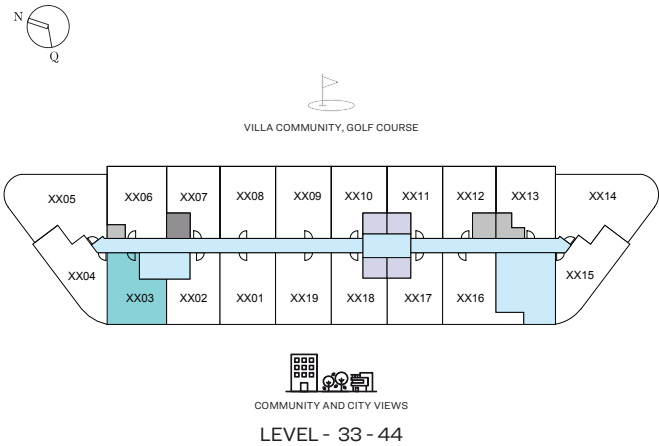 N
Q
VILLA COMMUNITY, GOLF COURSE
XX05 XX06 XX07 XX08 XX09 XX10 XX11 XX12 XX13 XX14
XX04 XX03 XX02 XX01 XX19 XX18 XX17 XX16 XX15
COMMUNITY AND CITY VIEWS
LEVEL - 33 - 44